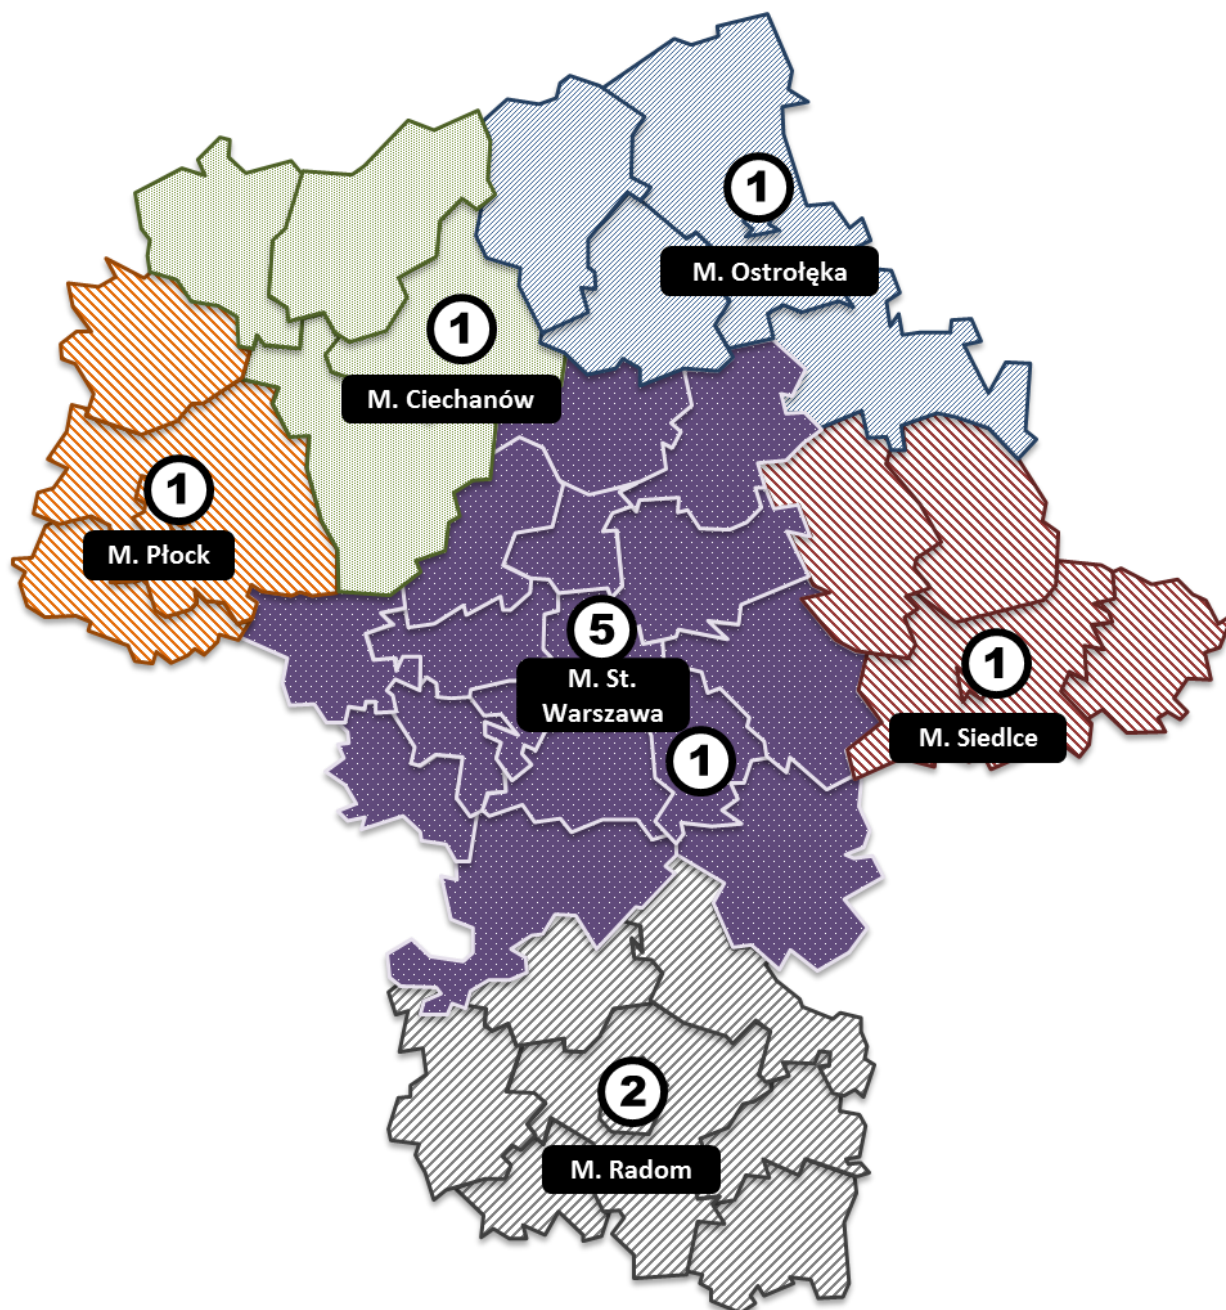 1
M. Ostrołęka
1
M. Ciechanów
1
M. Płock
5
M. St.
Warszawa
1
M. Siedlce
1
2
M. Radom